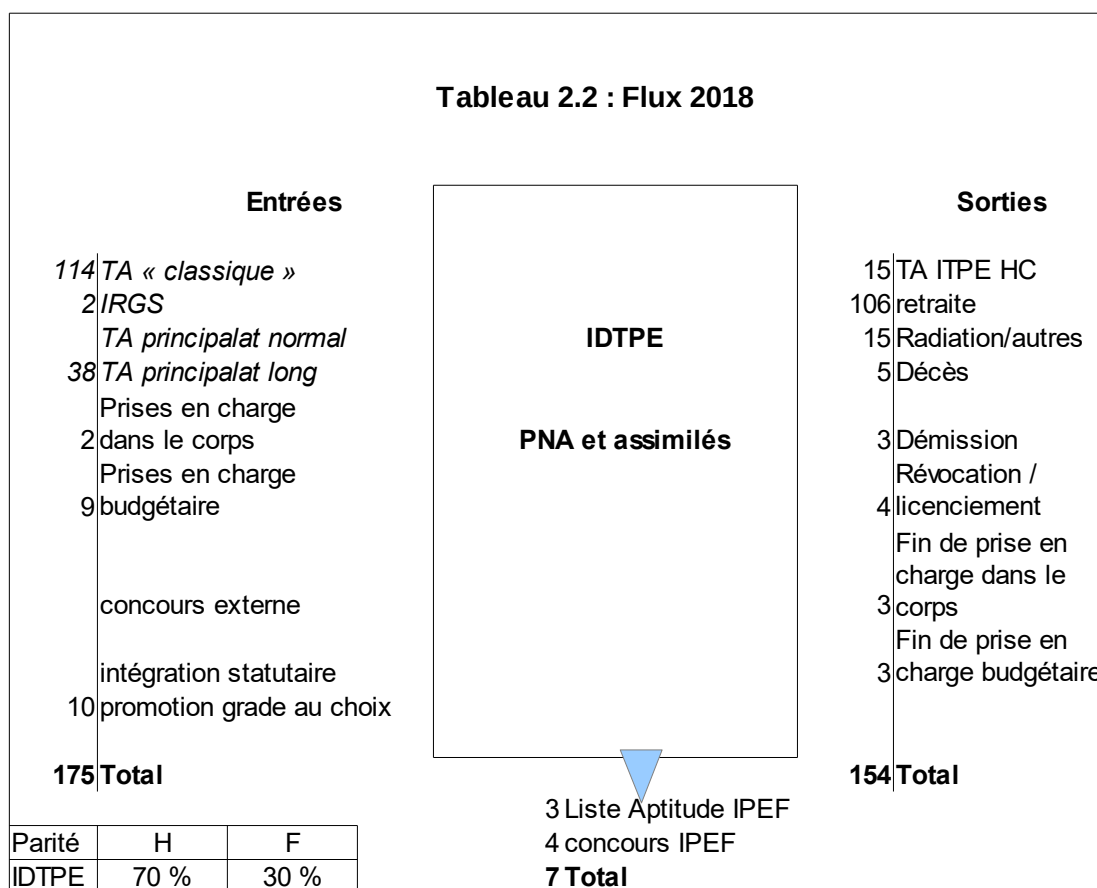 Tableau 2.2 : Flux 2018
Entrées
114 TA « classique »
2 IRGS
TA principalat normal
38 TA principalat long
Prises en charge
2 dans le corps
Prises en charge
9 budgétaire
concours externe
intégration statutaire
10 promotion grade au choix
175 Total
IDTPE
PNA et assimilés
Sorties
15 TA ITPE HC
106 retraite
15 Radiation/autres
5 Décès
3 Démission
Révocation /
4 licenciement
Fin de prise en
charge dans le
3 corps
Fin de prise en
3 charge budgétaire
154 Total
3 Liste Aptitude IPEF
4 concours IPEF
7 Total
Parité H F
IDTPE 70 % 30 %